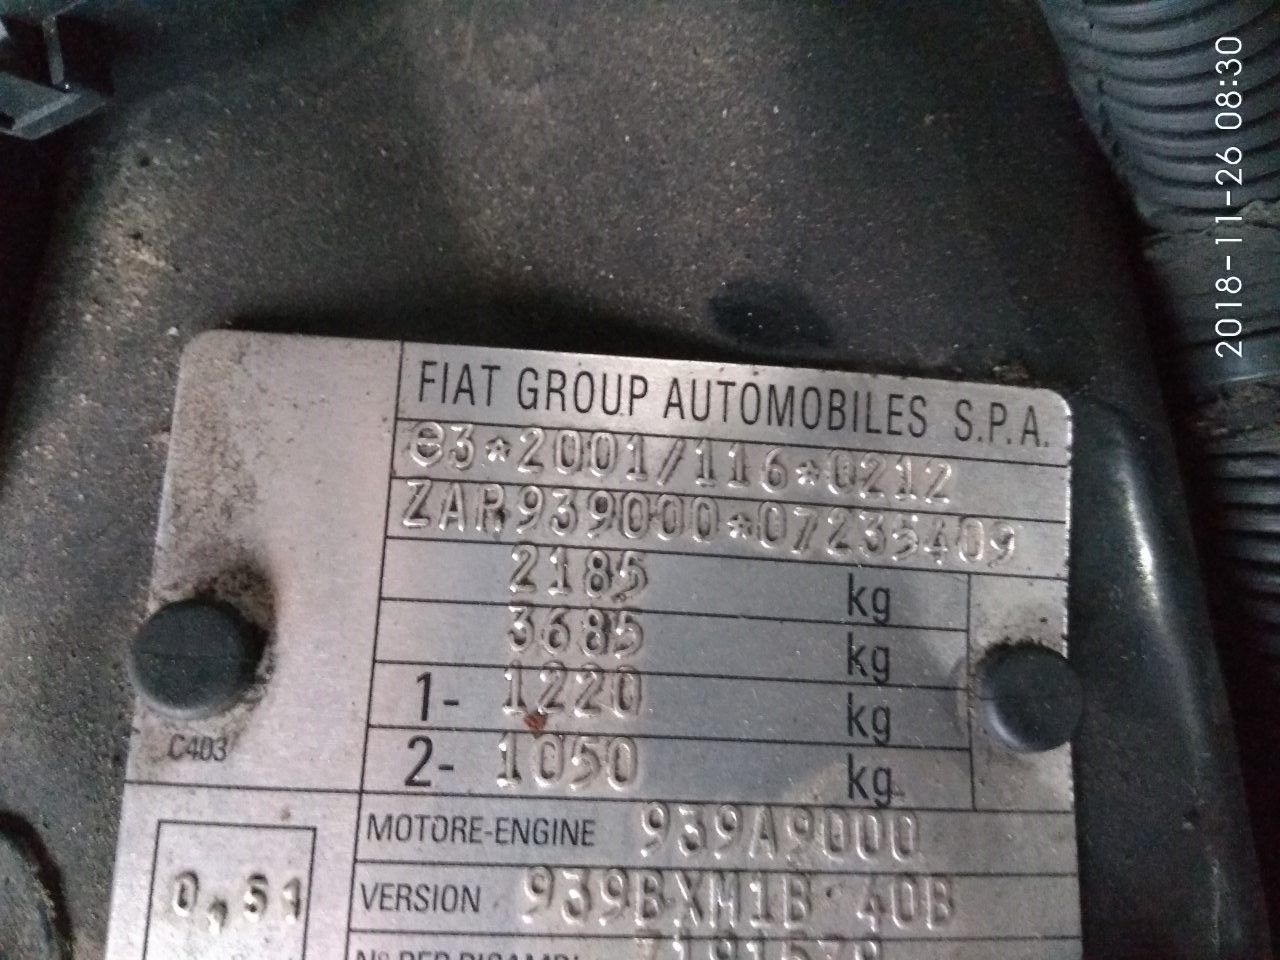 2018-11-26 08:30
FIAT GROUP AUTOMOBILES S.P.A.
e3*2001/116*0212
ZAR939000*07235409
2185 kg
3685 kg
1- 1220 kg
2- 1050 kg
C403
MOTORE-ENGINE 939A9000
0,61
VERSION 939BXM1B 40B